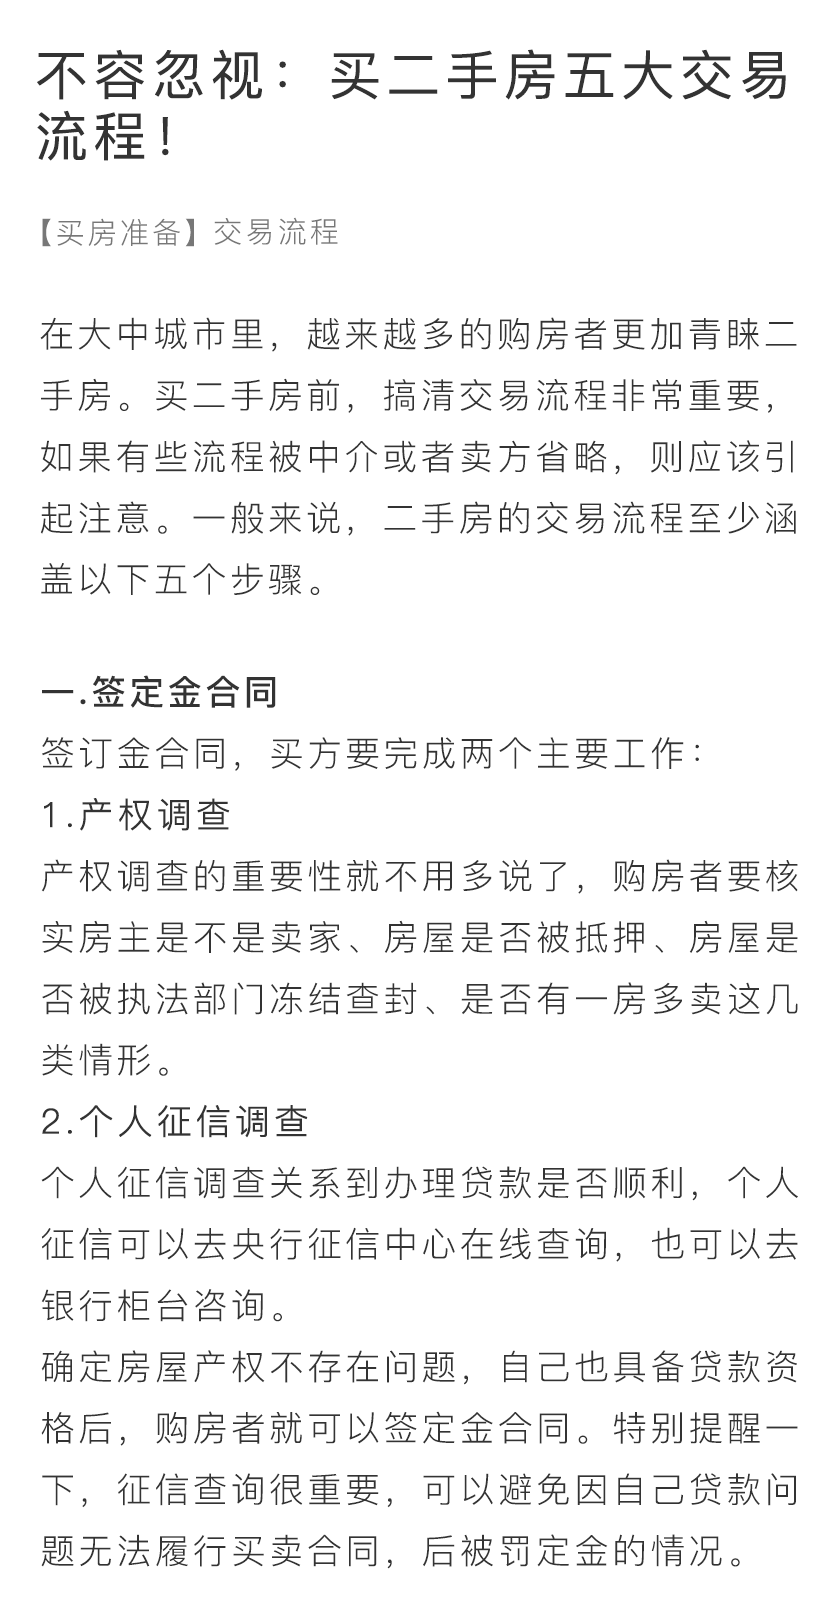 不容忽视：买二手房五大交易
流程！
【买房准备】交易流程
在大中城市里，越来越多的购房者更加青睐二
手房。买二手房前，搞清交易流程非常重要，
如果有些流程被中介或者卖方省略，则应该引
起注意。一般来说，二手房的交易流程至少涵
盖以下五个步骤。
一.签定金合同
签订金合同，买方要完成两个主要工作：
1.产权调查
产权调查的重要性就不用多说了，购房者要核
实房主是不是卖家、房屋是否被抵押、房屋是
否被执法部门冻结查封、是否有一房多卖这几
类情形。
2.个人征信调查
个人征信调查关系到办理贷款是否顺利，个人
征信可以去央行征信中心在线查询，也可以去
银行柜台咨询。
确定房屋产权不存在问题，自己也具备贷款资
格后，购房者就可以签定金合同。特别提醒一
下，征信查询很重要，可以避免因自己贷款问
题无法履行买卖合同，后被罚定金的情况。